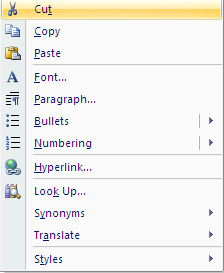 Cut
Copy
Paste
Font...
Paragraph...
Bullets
Numbering
Hyperlink...
Look Up...
Synonyms
Translate
Styles